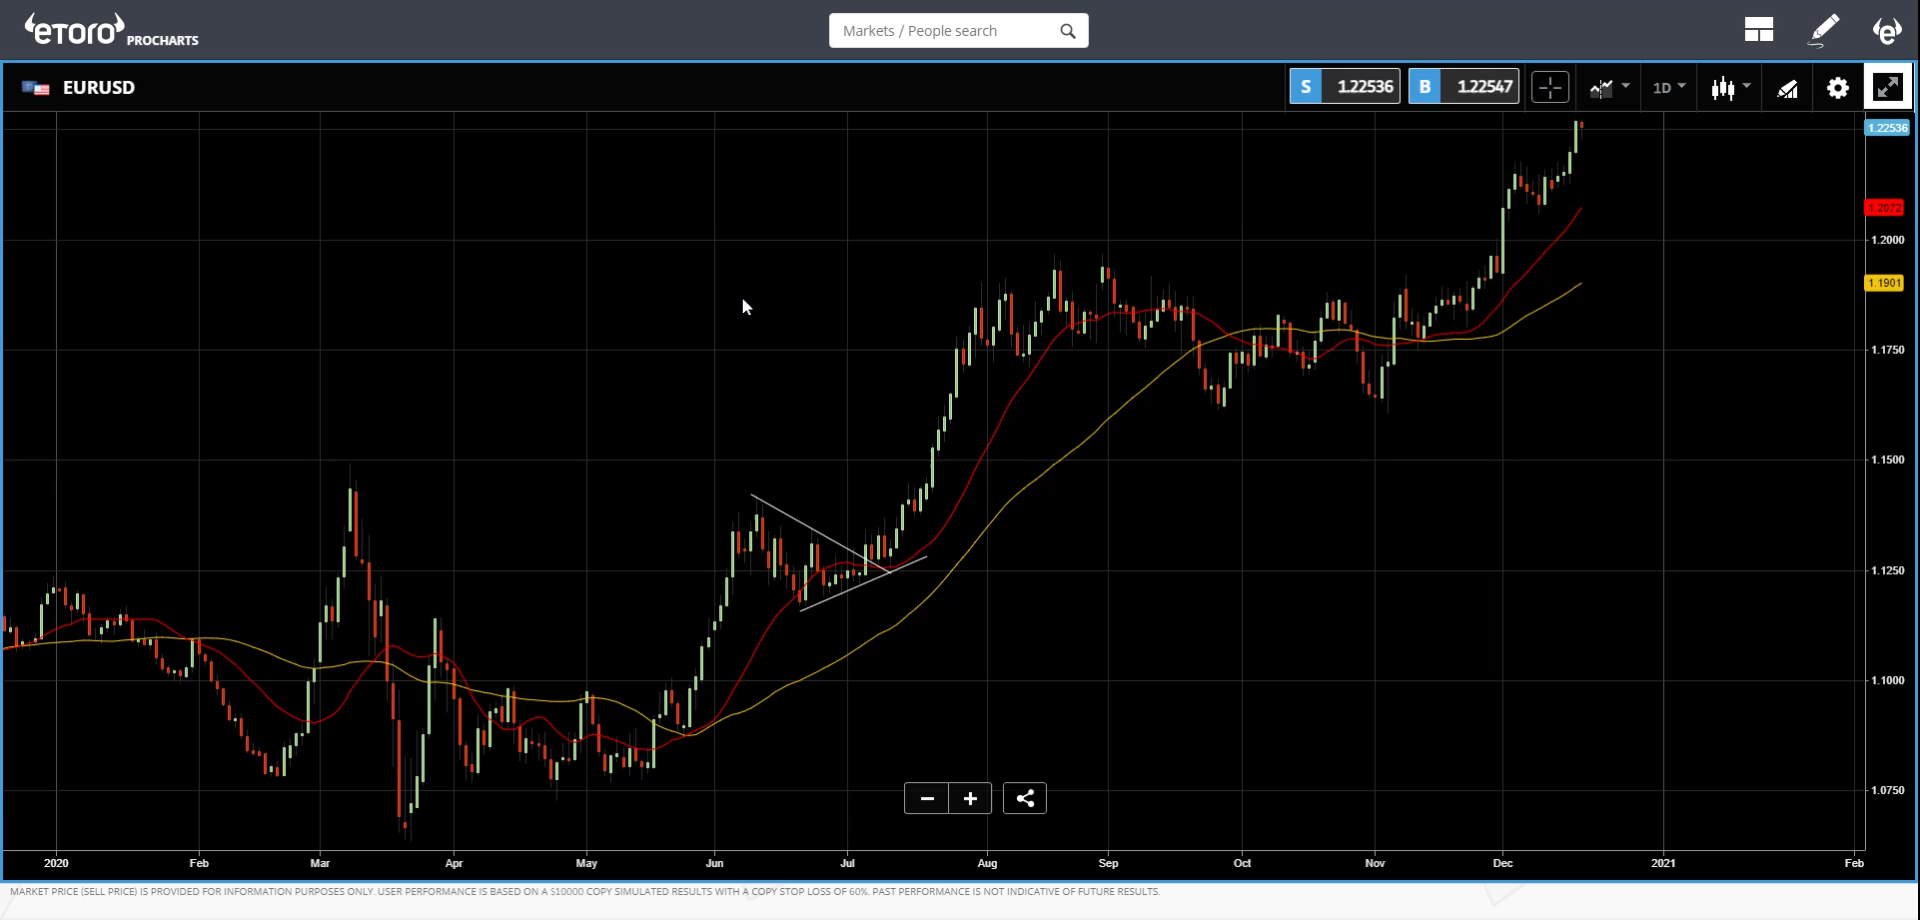 eTORO PROCHARTS
Markets / People search
EURUSD
S 1.22536 B 1.22547 1D
1.22536
1.2072
1.2000
1.1901
1.1750
1.1500
1.1250
1.1000
1.0750
2020 Feb Mar Apr May Jun Jul Aug Sep Oct Nov Dec 2021 Feb
MARKET PRICE (SELL PRICE) IS PROVIDED FOR INFORMATION PURPOSES ONLY. USER PERFORMANCE IS BASED ON A $10000 COPY SIMULATED RESULTS WITH A COPY STOP LOSS OF 60%. PAST PERFORMANCE IS NOT INDICATIVE OF FUTURE RESULTS.